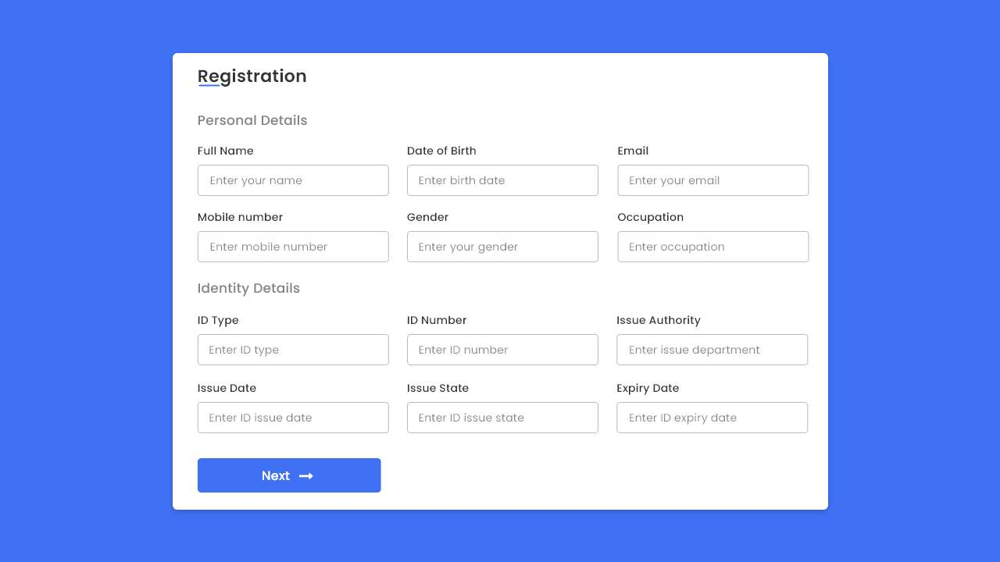 Registration
Personal Details
Full Name Date of Birth Email
Enter your name Enter birth date Enter your email
Mobile number Gender Occupation
Enter mobile number Enter your gender Enter occupation
Identity Details
ID Type ID Number Issue Authority
Enter ID type Enter ID number Enter issue department
Issue Date Issue State Expiry Date
Enter ID issue date Enter ID issue state Enter ID expiry date
Next